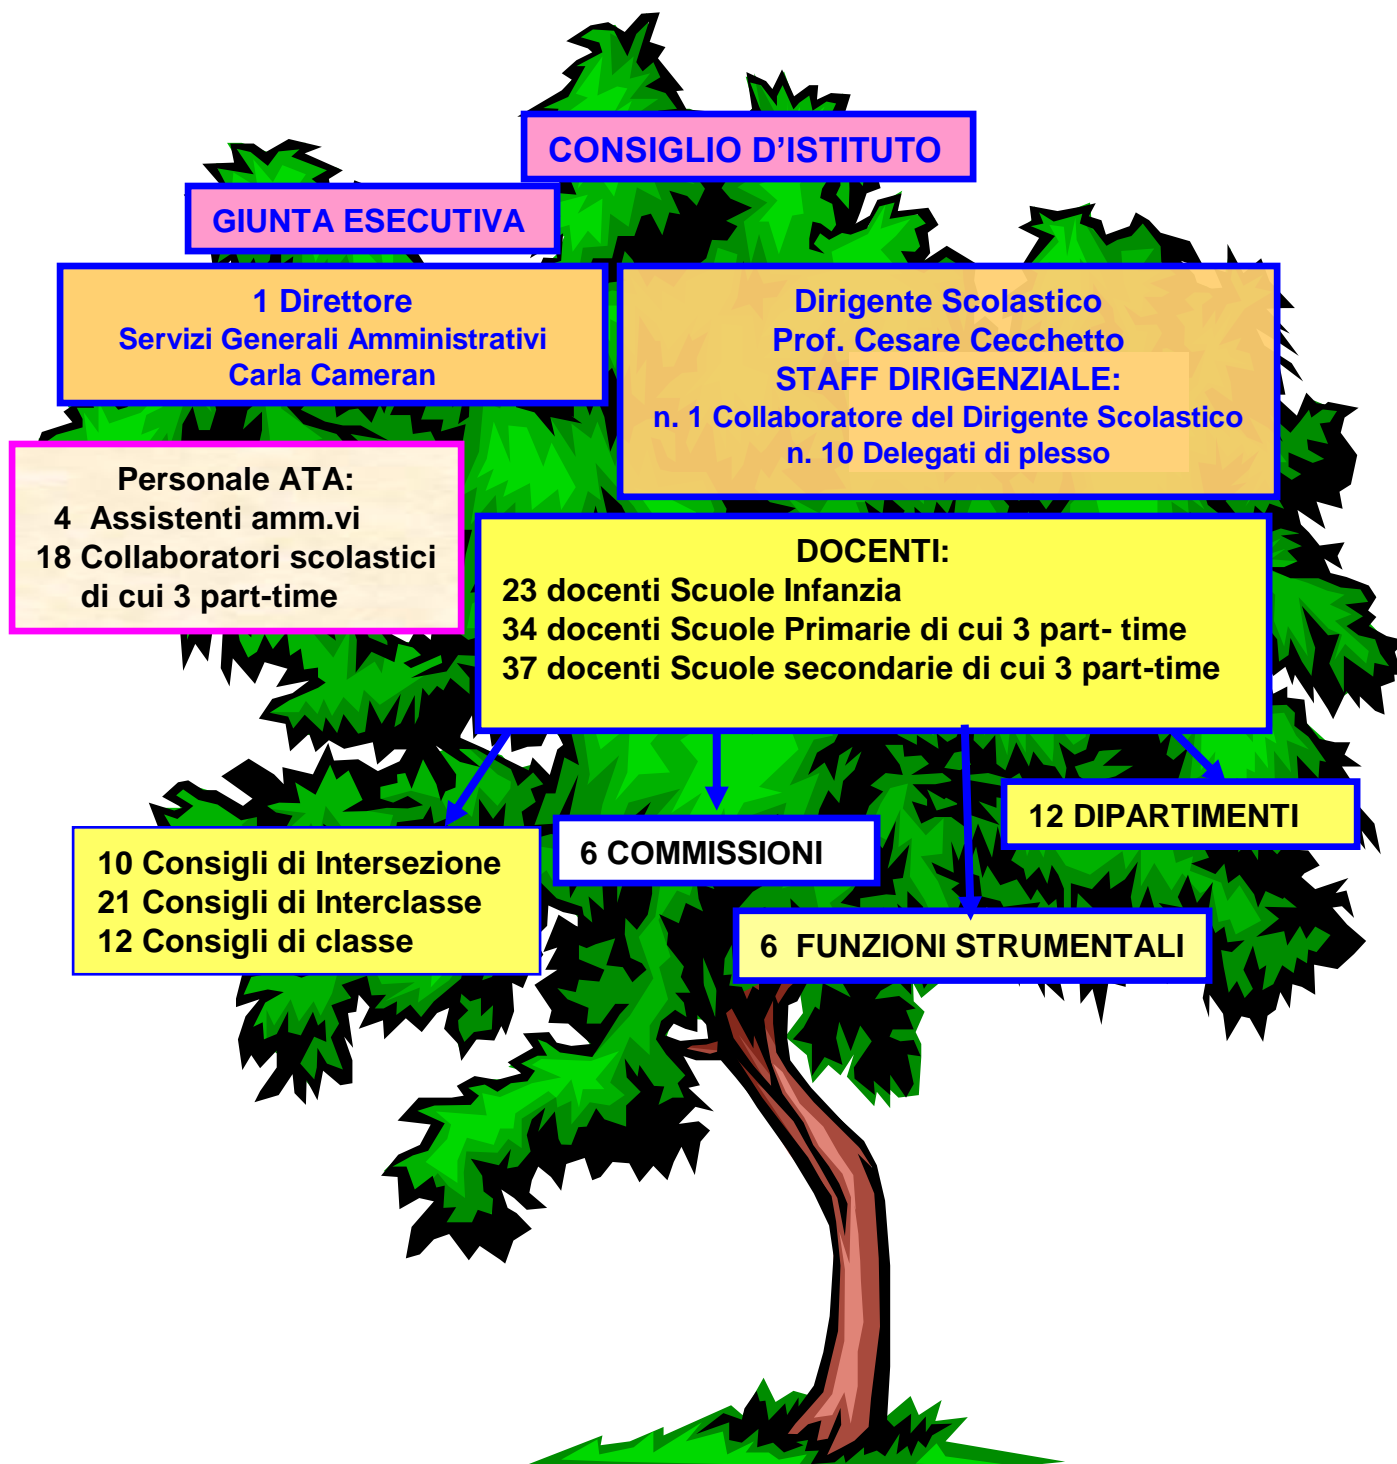 CONSIGLIO D’ISTITUTO
GIUNTA ESECUTIVA
1 Direttore
Servizi Generali Amministrativi
Carla Cameran
Dirigente Scolastico
Prof. Cesare Cecchetto
STAFF DIRIGENZIALE:
n. 1 Collaboratore del Dirigente Scolastico
n. 10 Delegati di plesso
Personale ATA:
4 Assistenti amm.vi
18 Collaboratori scolastici
di cui 3 part-time
DOCENTI:
23 docenti Scuole Infanzia
34 docenti Scuole Primarie di cui 3 part- time
37 docenti Scuole secondarie di cui 3 part-time
12 DIPARTIMENTI
6 COMMISSIONI
10 Consigli di Intersezione
21 Consigli di Interclasse
12 Consigli di classe
6 FUNZIONI STRUMENTALI